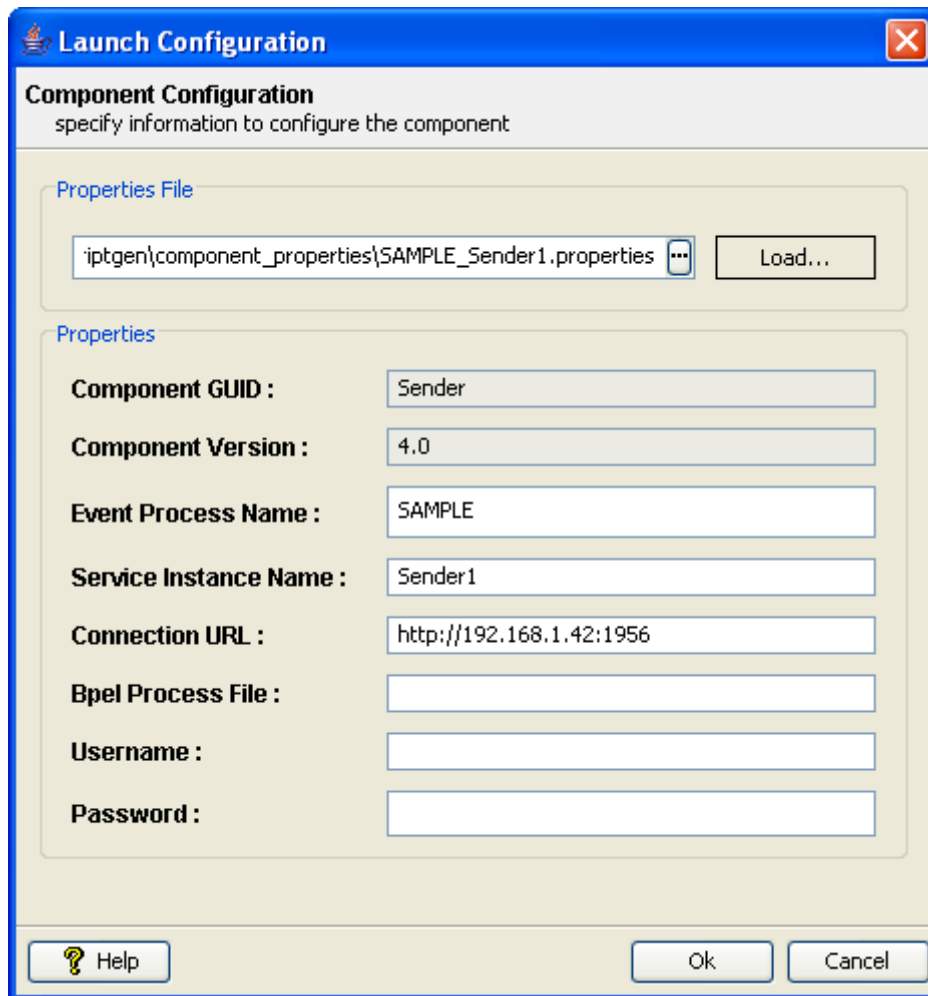 Launch Configuration
Component Configuration
specify information to configure the component
Properties File
iptgen\component_properties\SAMPLE_Sender1.properties ... Load...
Properties
Component GUID : Sender
Component Version : 4.0
Event Process Name : SAMPLE
Service Instance Name : Sender1
Connection URL : http://192.168.1.42:1956
Bpel Process File :
Username :
Password :
? Help Ok Cancel